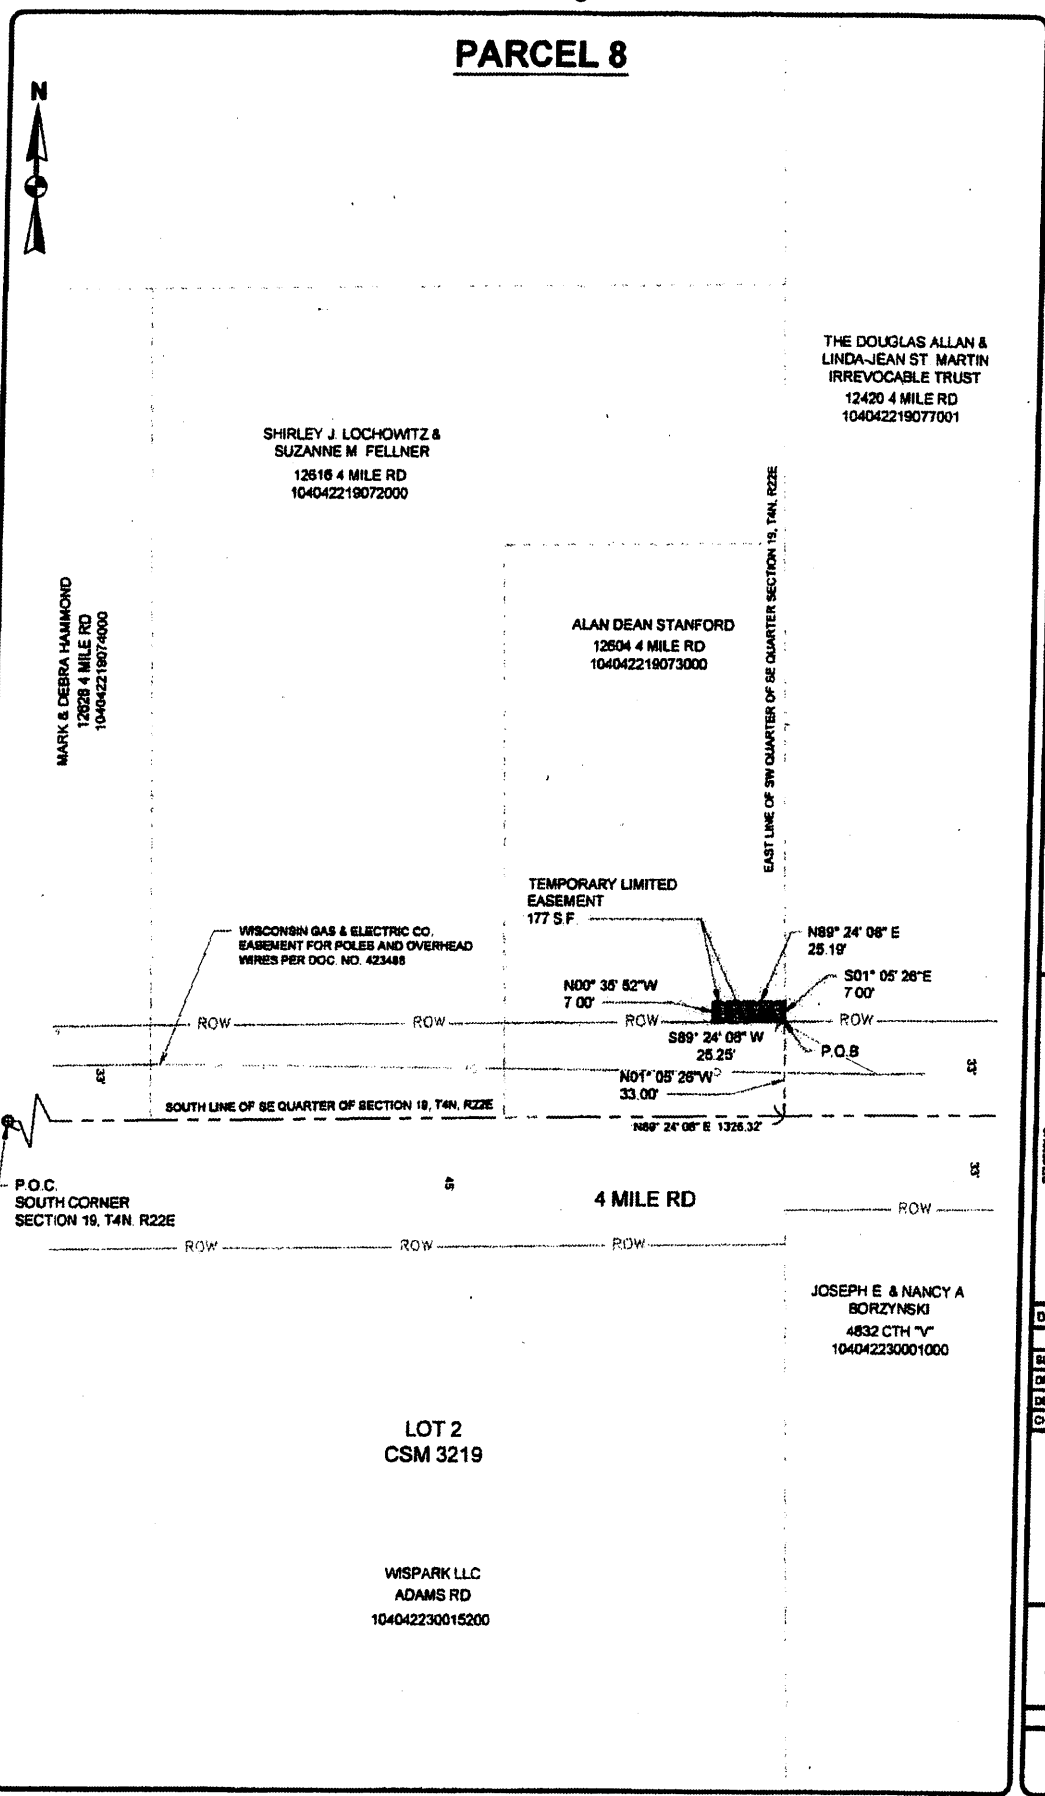 PARCEL 8
N
THE DOUGLAS ALLAN &
LINDA-JEAN ST MARTIN
IRREVOCABLE TRUST
12420 4 MILE RD
104042219077001
SHIRLEY J. LOCHOWITZ &
SUZANNE M FELLNER
12616 4 MILE RD
104042219072000
EAST LINE OF SW QUARTER OF SE QUARTER SECTION 19, T4N, R22E
MARK & DEBRA HAMMOND
12628 4 MILE RD
104042219074000
ALAN DEAN STANFORD
12604 4 MILE RD
104042219073000
TEMPORARY LIMITED
EASEMENT
177 S.F.
WISCONSIN GAS & ELECTRIC CO.
EASEMENT FOR POLES AND OVERHEAD
WIRES PER DOC. NO. 423488
N89° 24' 08" E
25.19'
S01° 05' 26"E
7 00'
N00° 35' 52"W
7 00'
ROW ROW ROW ROW
S89° 24' 08" W
25.25'
P.O.B
N01° 05' 26"W
33.00'
33'
33'
SOUTH LINE OF SE QUARTER OF SECTION 19, T4N, R22E
N89° 24' 08" E 1326.32'
P.O.C.
SOUTH CORNER
SECTION 19, T4N. R22E
45'
4 MILE RD
33'
ROW
ROW ROW ROW
JOSEPH E & NANCY A
BORZYNSKI
4832 CTH "V"
104042230001000
LOT 2
CSM 3219
WISPARK LLC
ADAMS RD
104042230015200